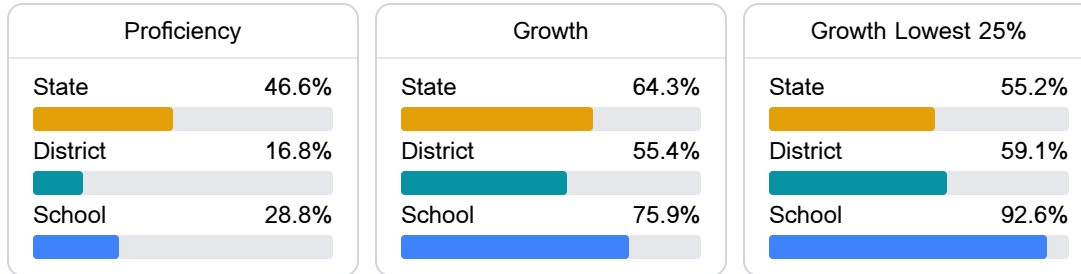 Proficiency
State 46.6%
District 16.8%
School 28.8%
Growth
State 64.3%
District 55.4%
School 75.9%
Growth Lowest 25%
State 55.2%
District 59.1%
School 92.6%